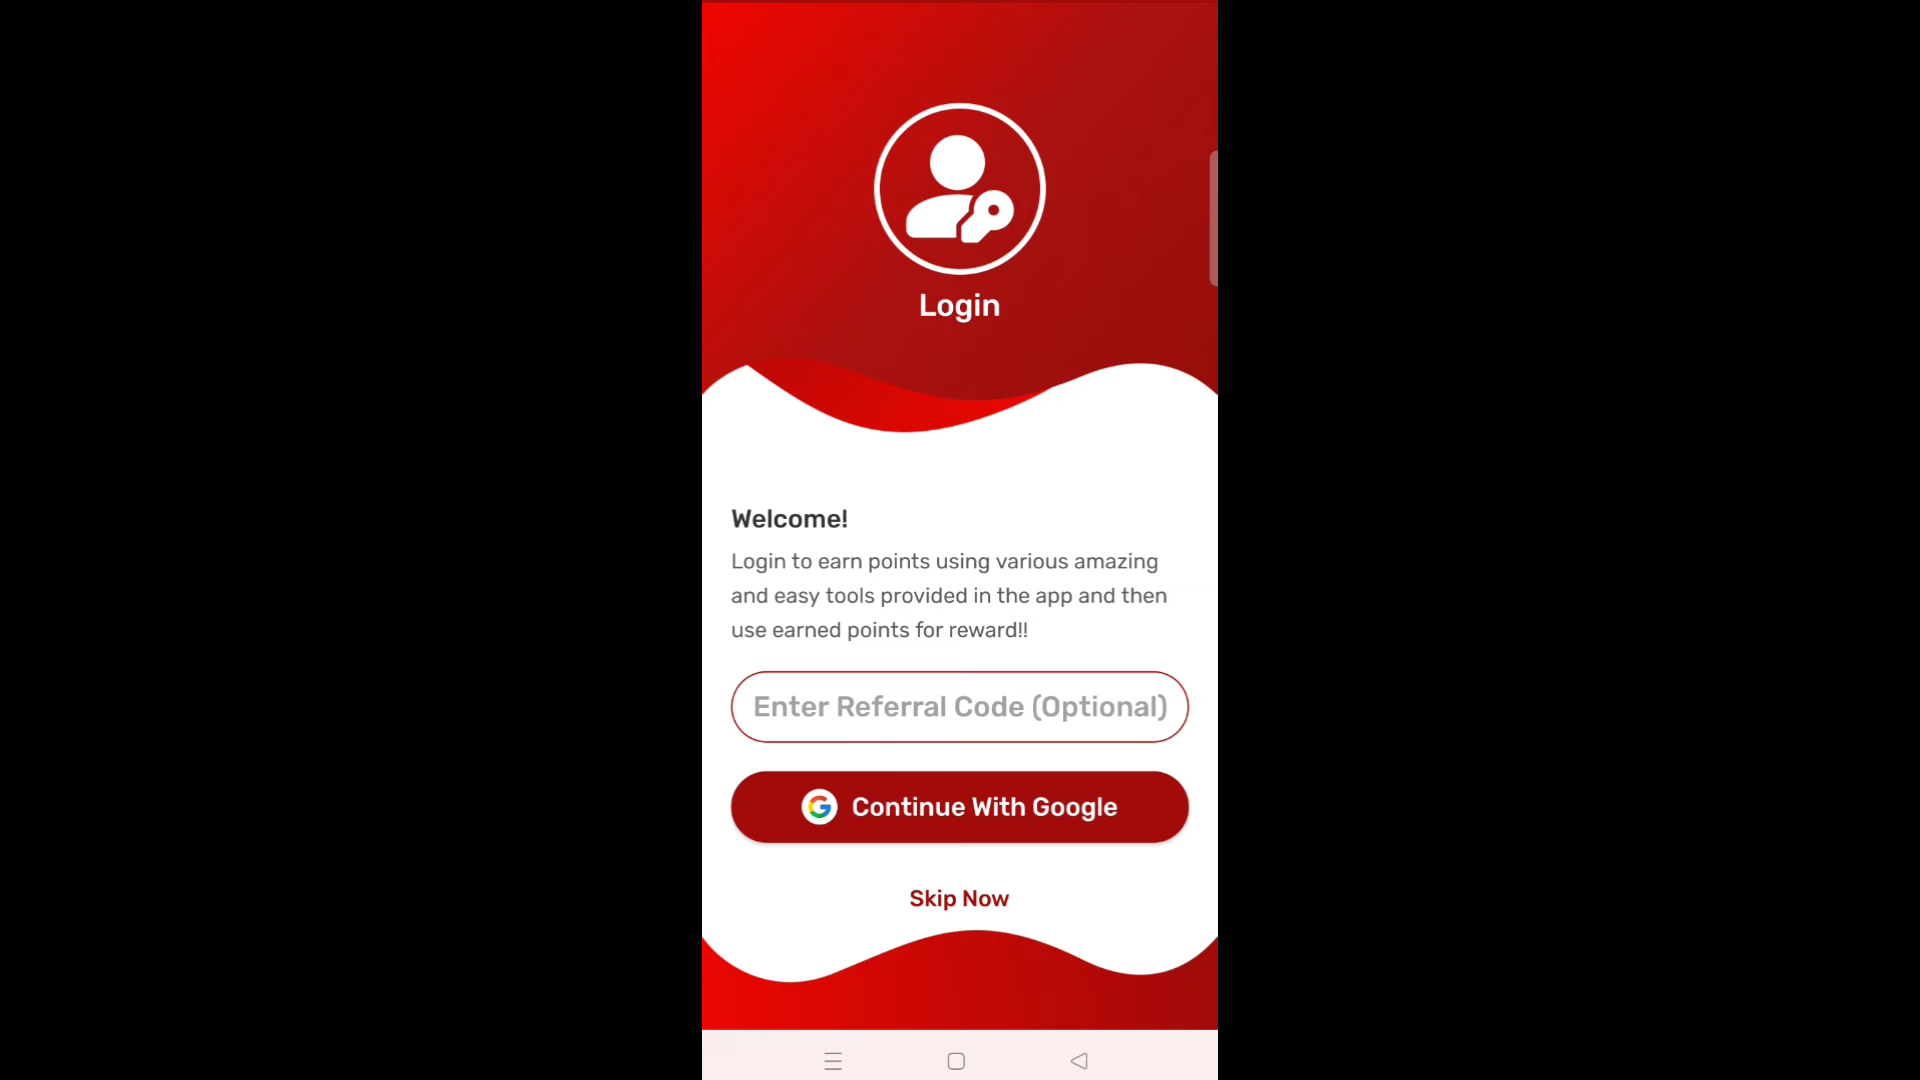 Login
Welcome!
Login to earn points using various amazing
and easy tools provided in the app and then
use earned points for reward!!
Enter Referral Code (Optional)
Continue With Google
Skip Now